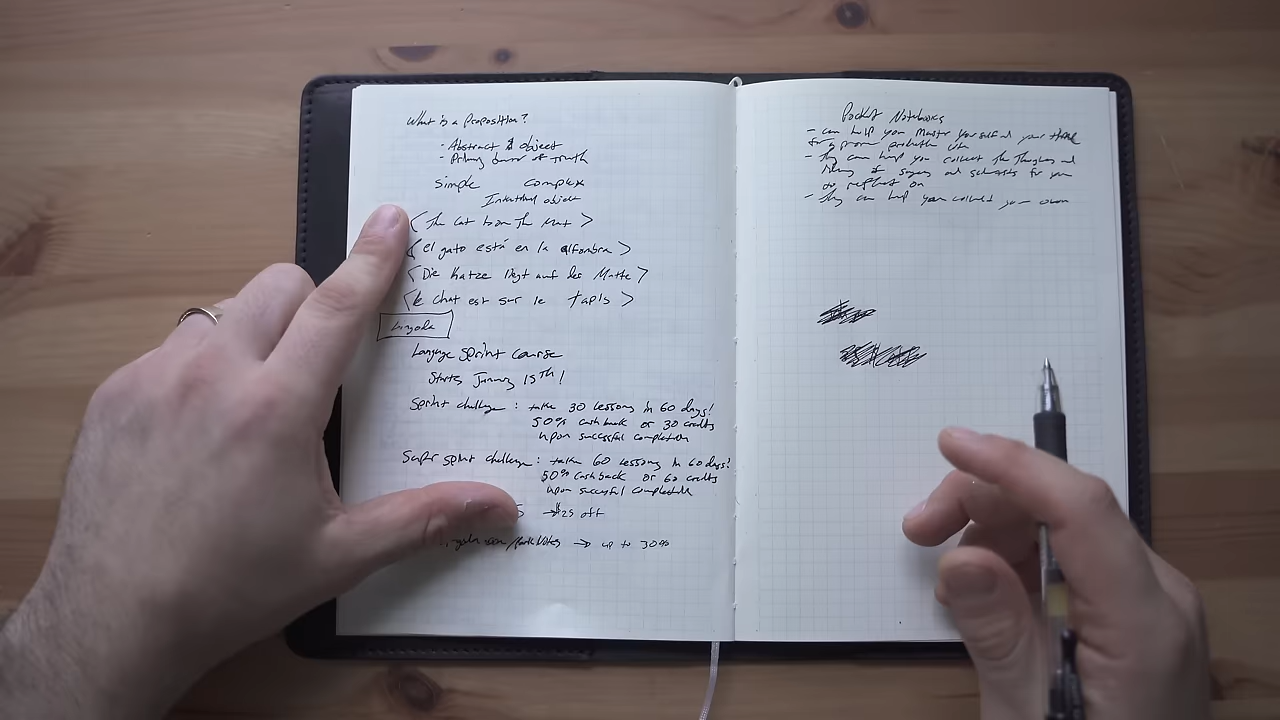 What is a Proposition?
- Abstract object
- Primary bearer of truth
Simple Complex
Intentional object
<The Cat is on The Mat>
<el gato está en la alfombra>
<Die Katze liegt auf der Matte>
<le chat est sur le tapis>
Lingoda
Language Sprint course
Starts January 15th!
Sprint challenge: take 30 lessons in 60 days!
50% cash back or 30 credits
upon successful completion
Super Sprint challenge: take 60 lessons in 60 days!
50% cash back or 60 credits
upon successful completion
→ $25 off
→ up to 30%
Pocket Notebooks
- can help you master yourself and your
- They can help you collect the Thoughts and
of sayers and for you
to reflect on
- They can help you collect your own